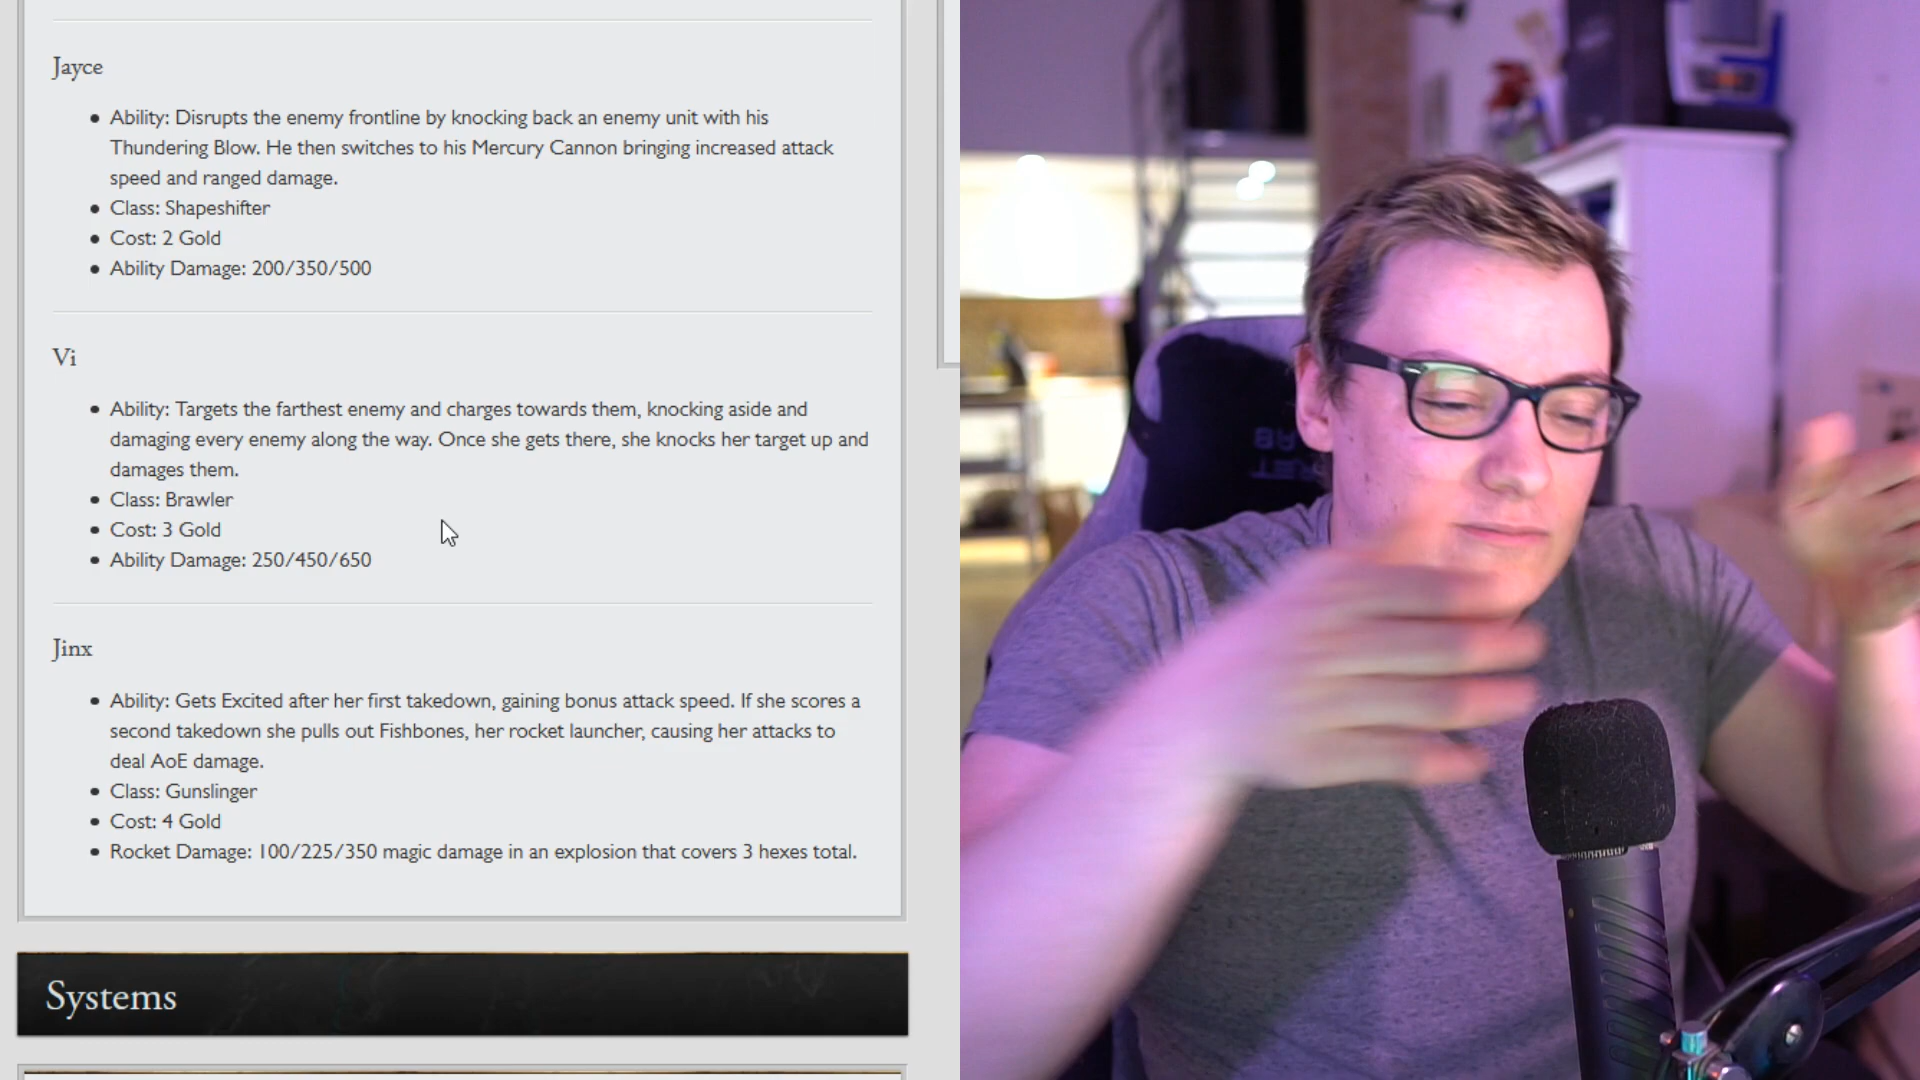 Jayce
Ability: Disrupts the enemy frontline by knocking back an enemy unit with his
Thundering Blow. He then switches to his Mercury Cannon bringing increased attack
speed and ranged damage.
Class: Shapeshifter
Cost: 2 Gold
Ability Damage: 200/350/500
Vi
Ability: Targets the farthest enemy and charges towards them, knocking aside and
damaging every enemy along the way. Once she gets there, she knocks her target up and
damages them.
Class: Brawler
Cost: 3 Gold
Ability Damage: 250/450/650
Jinx
Ability: Gets Excited after her first takedown, gaining bonus attack speed. If she scores a
second takedown she pulls out Fishbones, her rocket launcher, causing her attacks to
deal AoE damage.
Class: Gunslinger
Cost: 4 Gold
Rocket Damage: 100/225/350 magic damage in an explosion that covers 3 hexes total.
Systems